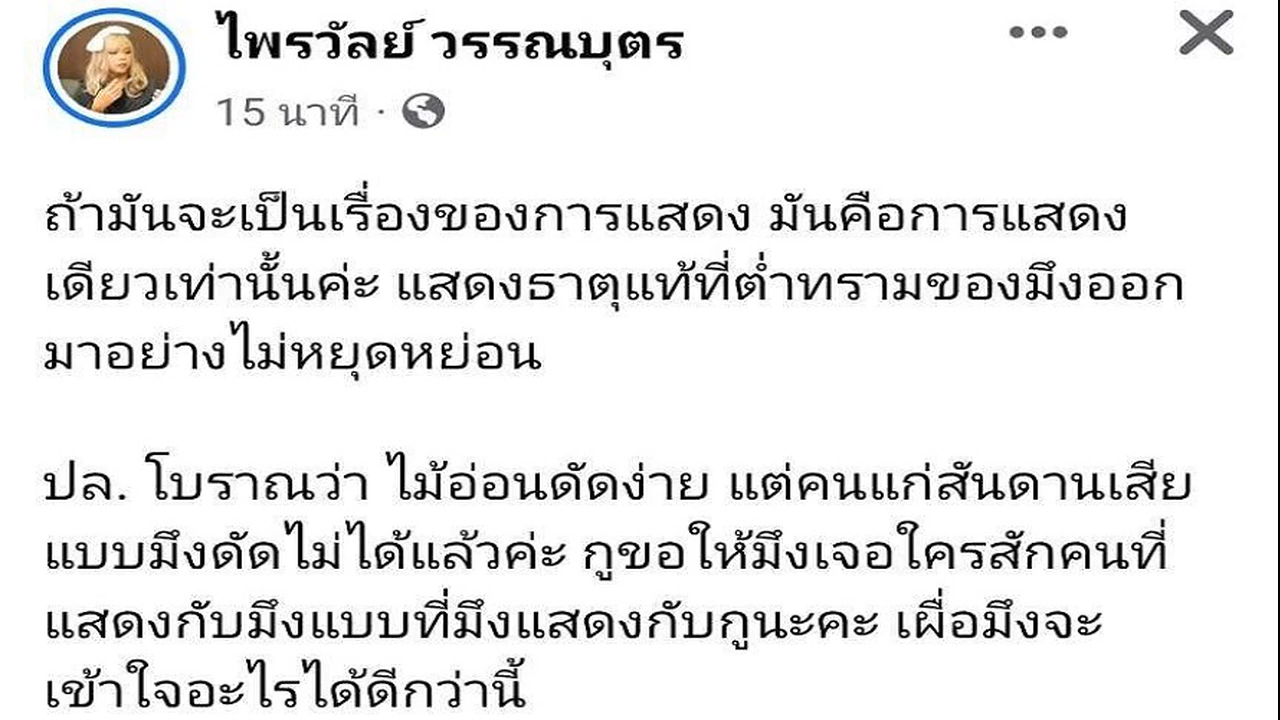 ไพรวัลย์ วรรณบุตร
15 นาที ·
ถ้ามันจะเป็นเรื่องของการแสดง มันคือการแสดง
เดียวเท่านั้นค่ะ แสดงธาตุแท้ที่ต่ำทรามของมึงออก
มาอย่างไม่หยุดหย่อน
ปล. โบราณว่า ไม้อ่อนดัดง่าย แต่คนแก่สันดานเสีย
แบบมึงดัดไม่ได้แล้วค่ะ กูขอให้มึงเจอใครสักคนที่
แสดงกับมึงแบบที่มึงแสดงกับกูนะคะ เผื่อมึงจะ
เข้าใจอะไรได้ดีกว่านี้